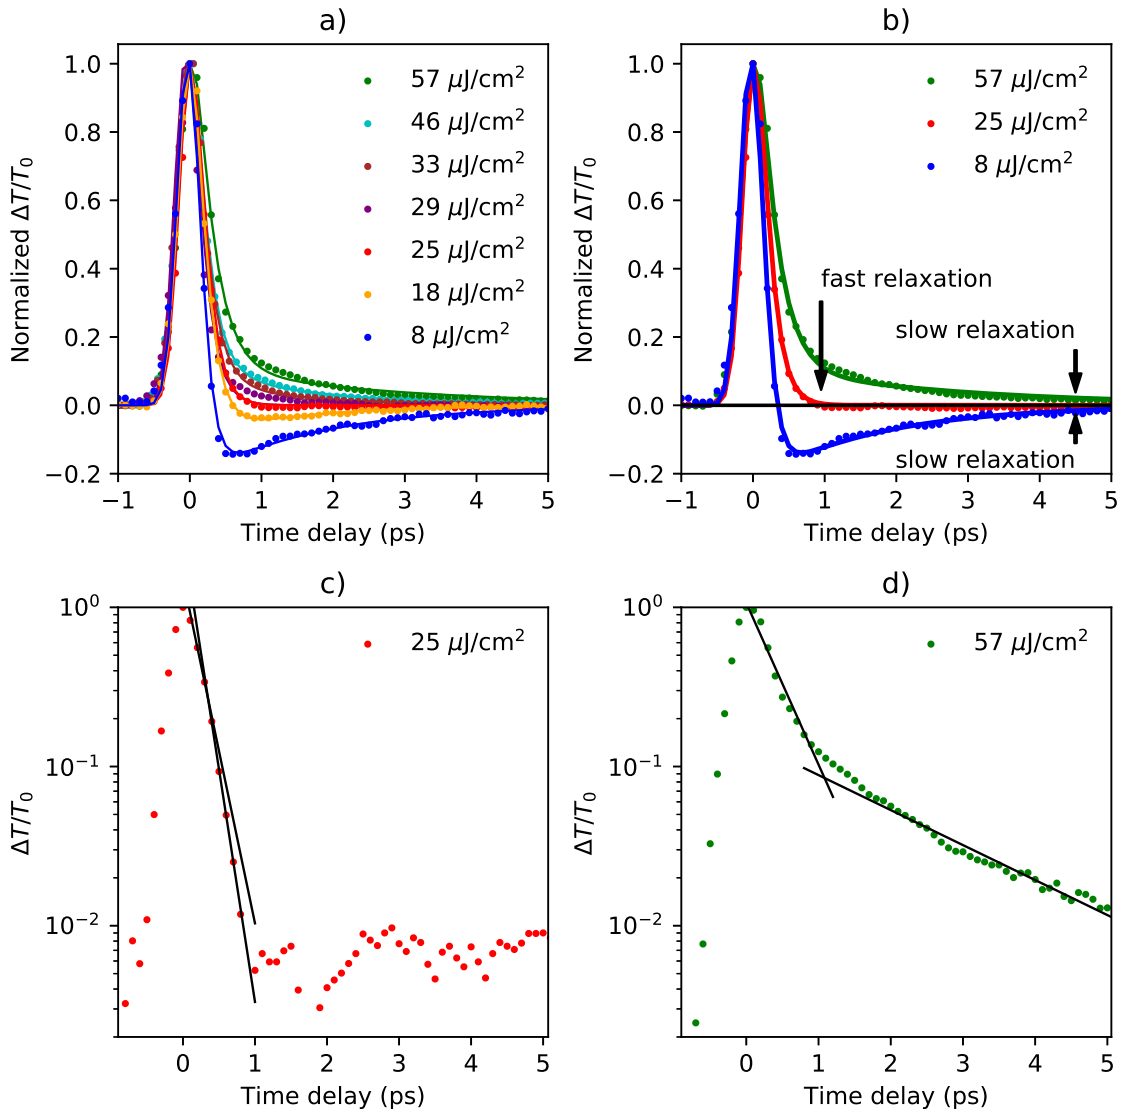 a)
1.0
0.8
0.6
0.4
0.2
0.0
−0.2
Normalized ΔT/T0
57 μJ/cm²
46 μJ/cm²
33 μJ/cm²
29 μJ/cm²
25 μJ/cm²
18 μJ/cm²
8 μJ/cm²
−1 0 1 2 3 4 5
Time delay (ps)
b)
1.0
0.8
0.6
0.4
0.2
0.0
−0.2
Normalized ΔT/T0
57 μJ/cm²
25 μJ/cm²
8 μJ/cm²
fast relaxation
slow relaxation
slow relaxation
−1 0 1 2 3 4 5
Time delay (ps)
c)
10⁰
10⁻¹
10⁻²
ΔT/T0
25 μJ/cm²
0 1 2 3 4 5
Time delay (ps)
d)
10⁰
10⁻¹
10⁻²
ΔT/T0
57 μJ/cm²
0 1 2 3 4 5
Time delay (ps)